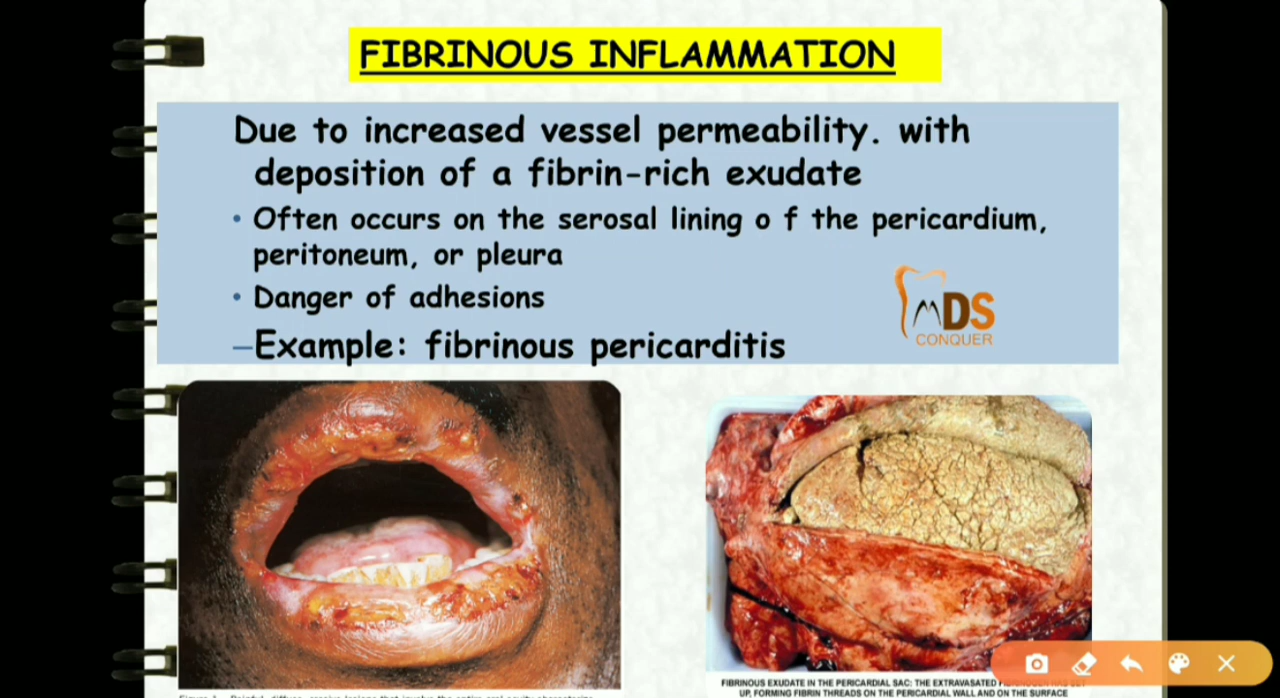 FIBRINOUS INFLAMMATION
Due to increased vessel permeability. with
deposition of a fibrin-rich exudate
• Often occurs on the serosal lining o f the pericardium,
peritoneum, or pleura
• Danger of adhesions
–Example: fibrinous pericarditis
MDS
CONQUER
FIBRINOUS EXUDATE IN THE PERICARDIAL SAC: THE EXTRAVASATED
UP, FORMING FIBRIN THREADS ON THE PERICARDIAL WALL AND ON THE SURFACE